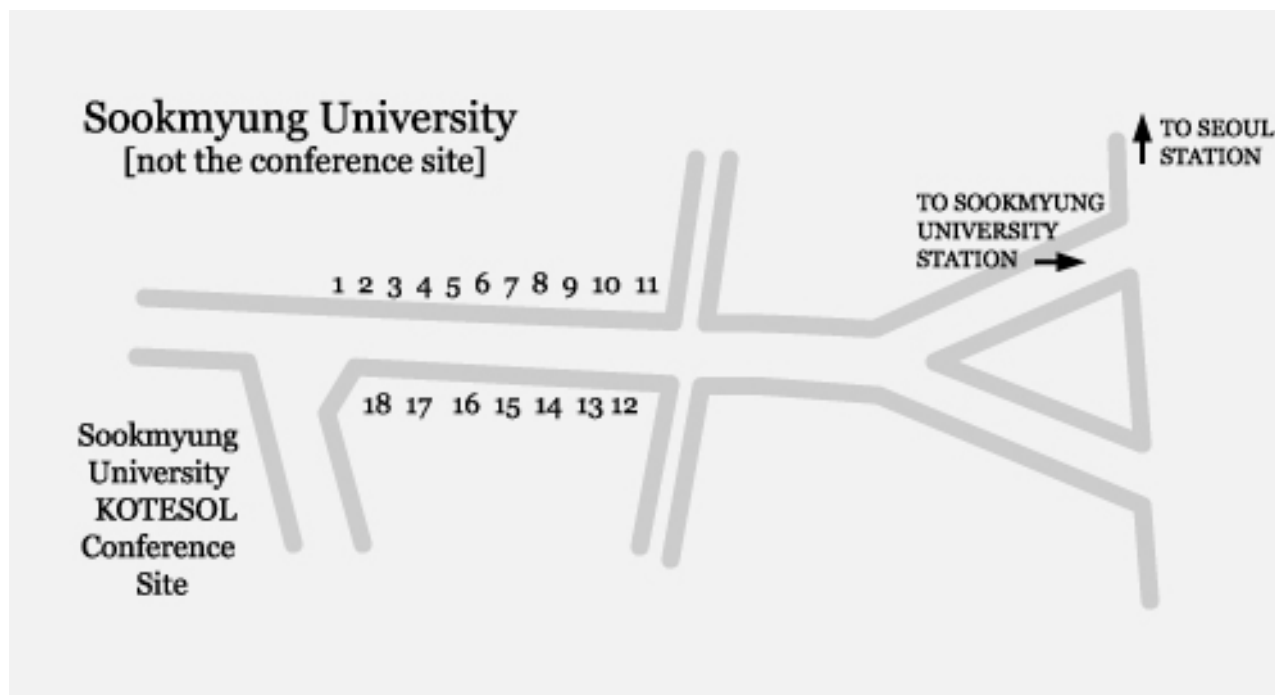 Sookmyung University
[not the conference site]
TO SEOUL
STATION
TO SOOKMYUNG
UNIVERSITY
STATION
1 2 3 4 5 6 7 8 9 10 11
18 17 16 15 14 13 12
Sookmyung
University
KOTESOL
Conference
Site